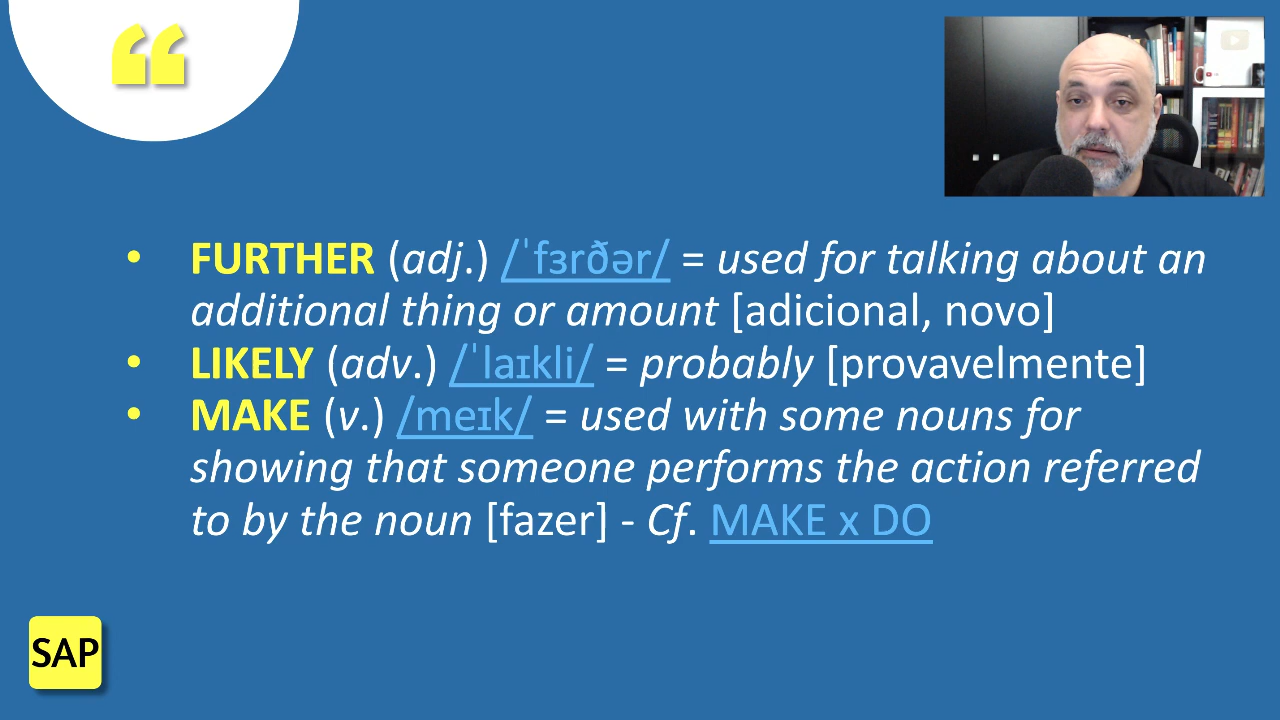 “
• FURTHER (adj.) /ˈfɜrðər/ = used for talking about an
additional thing or amount [adicional, novo]
• LIKELY (adv.) /ˈlaɪkli/ = probably [provavelmente]
• MAKE (v.) /meɪk/ = used with some nouns for
showing that someone performs the action referred
to by the noun [fazer] - Cf. MAKE x DO
SAP